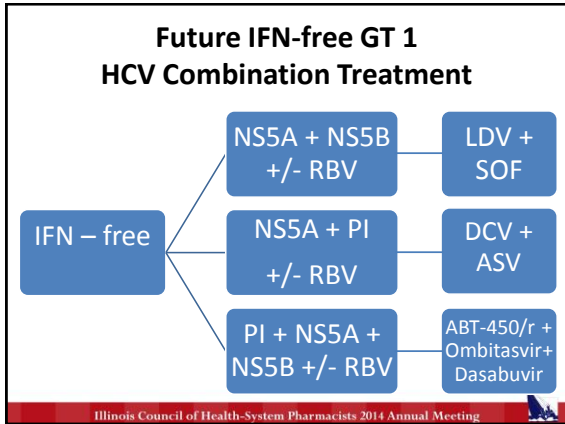 Future IFN-free GT 1
HCV Combination Treatment
IFN – free
NS5A + NS5B
+/- RBV
LDV +
SOF
NS5A + PI
+/- RBV
DCV +
ASV
PI + NS5A +
NS5B +/- RBV
ABT-450/r +
Ombitasvir+
Dasabuvir
Illinois Council of Health-System Pharmacists 2014 Annual Meeting